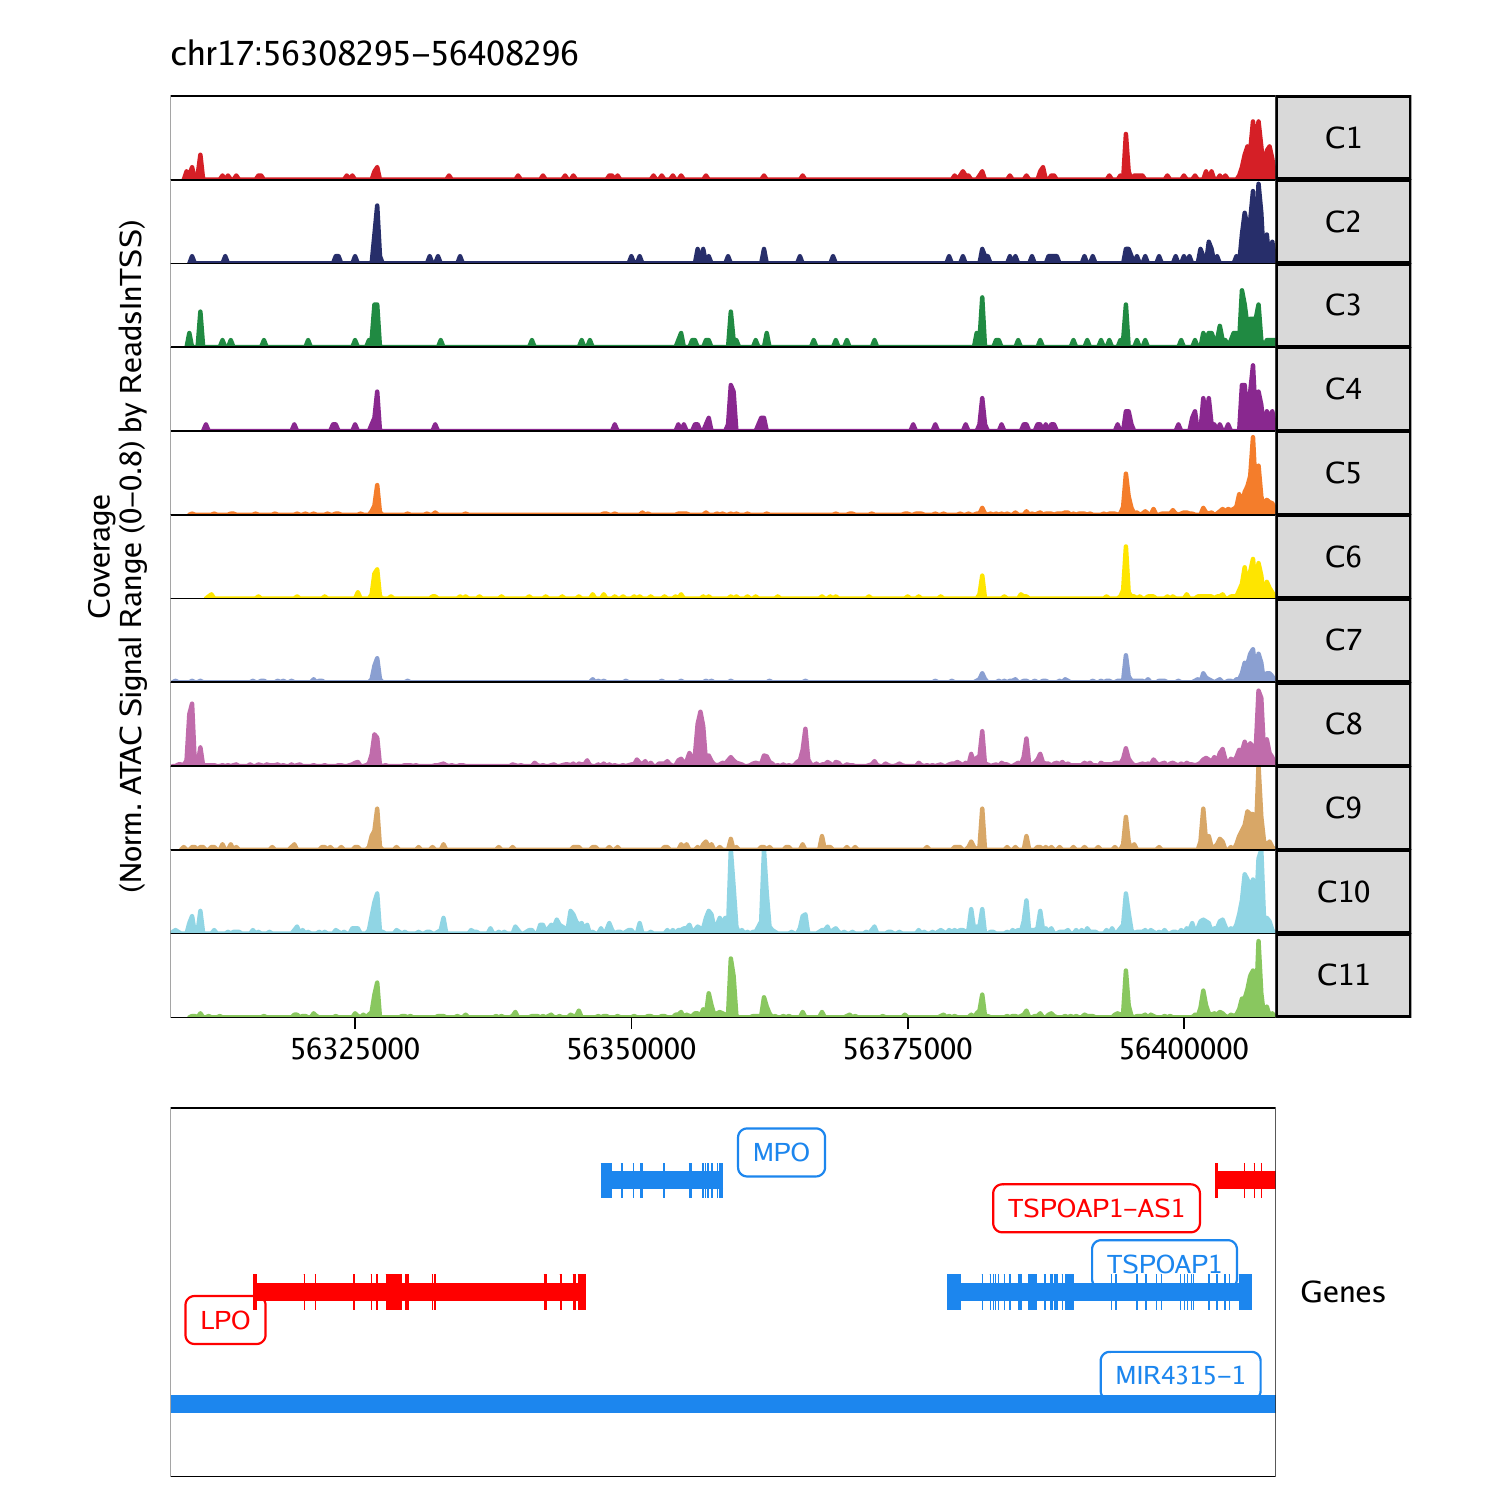 chr17:56308295−56408296
Coverage
(Norm. ATAC Signal Range (0−0.8) by ReadsInTSS)
C1
C2
C3
C4
C5
C6
C7
C8
C9
C10
C11
56325000 56350000 56375000 56400000
MPO
TSPOAP1−AS1
TSPOAP1
LPO
MIR4315−1
Genes